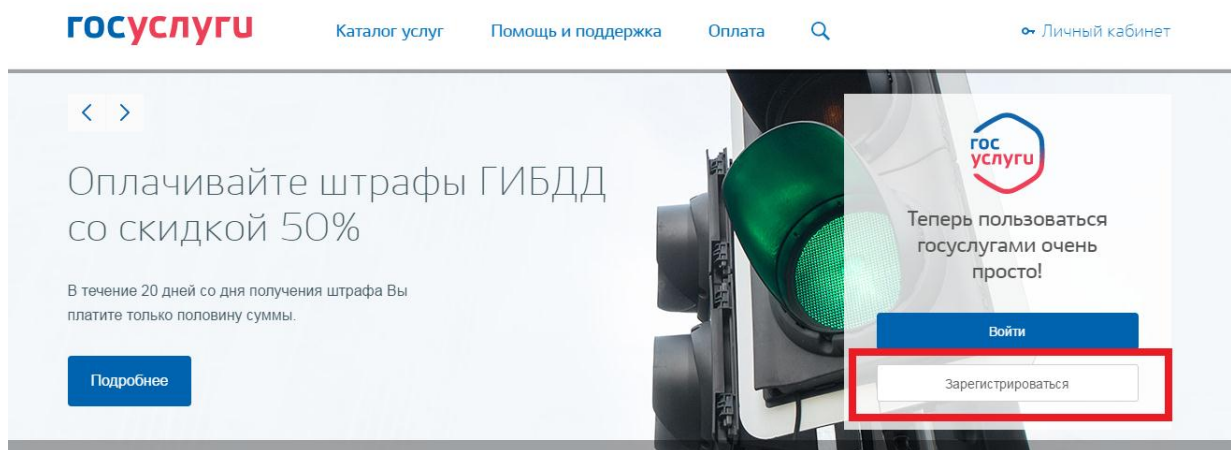 госуслуги
Каталог услуг
Помощь и поддержка
Оплата
Личный кабинет
Оплачивайте штрафы ГИБДД
со скидкой 50%
В течение 20 дней со дня получения штрафа Вы
платите только половину суммы.
Подробнее
гос
услуги
Теперь пользоваться
госуслугами очень
просто!
Войти
Зарегистрироваться